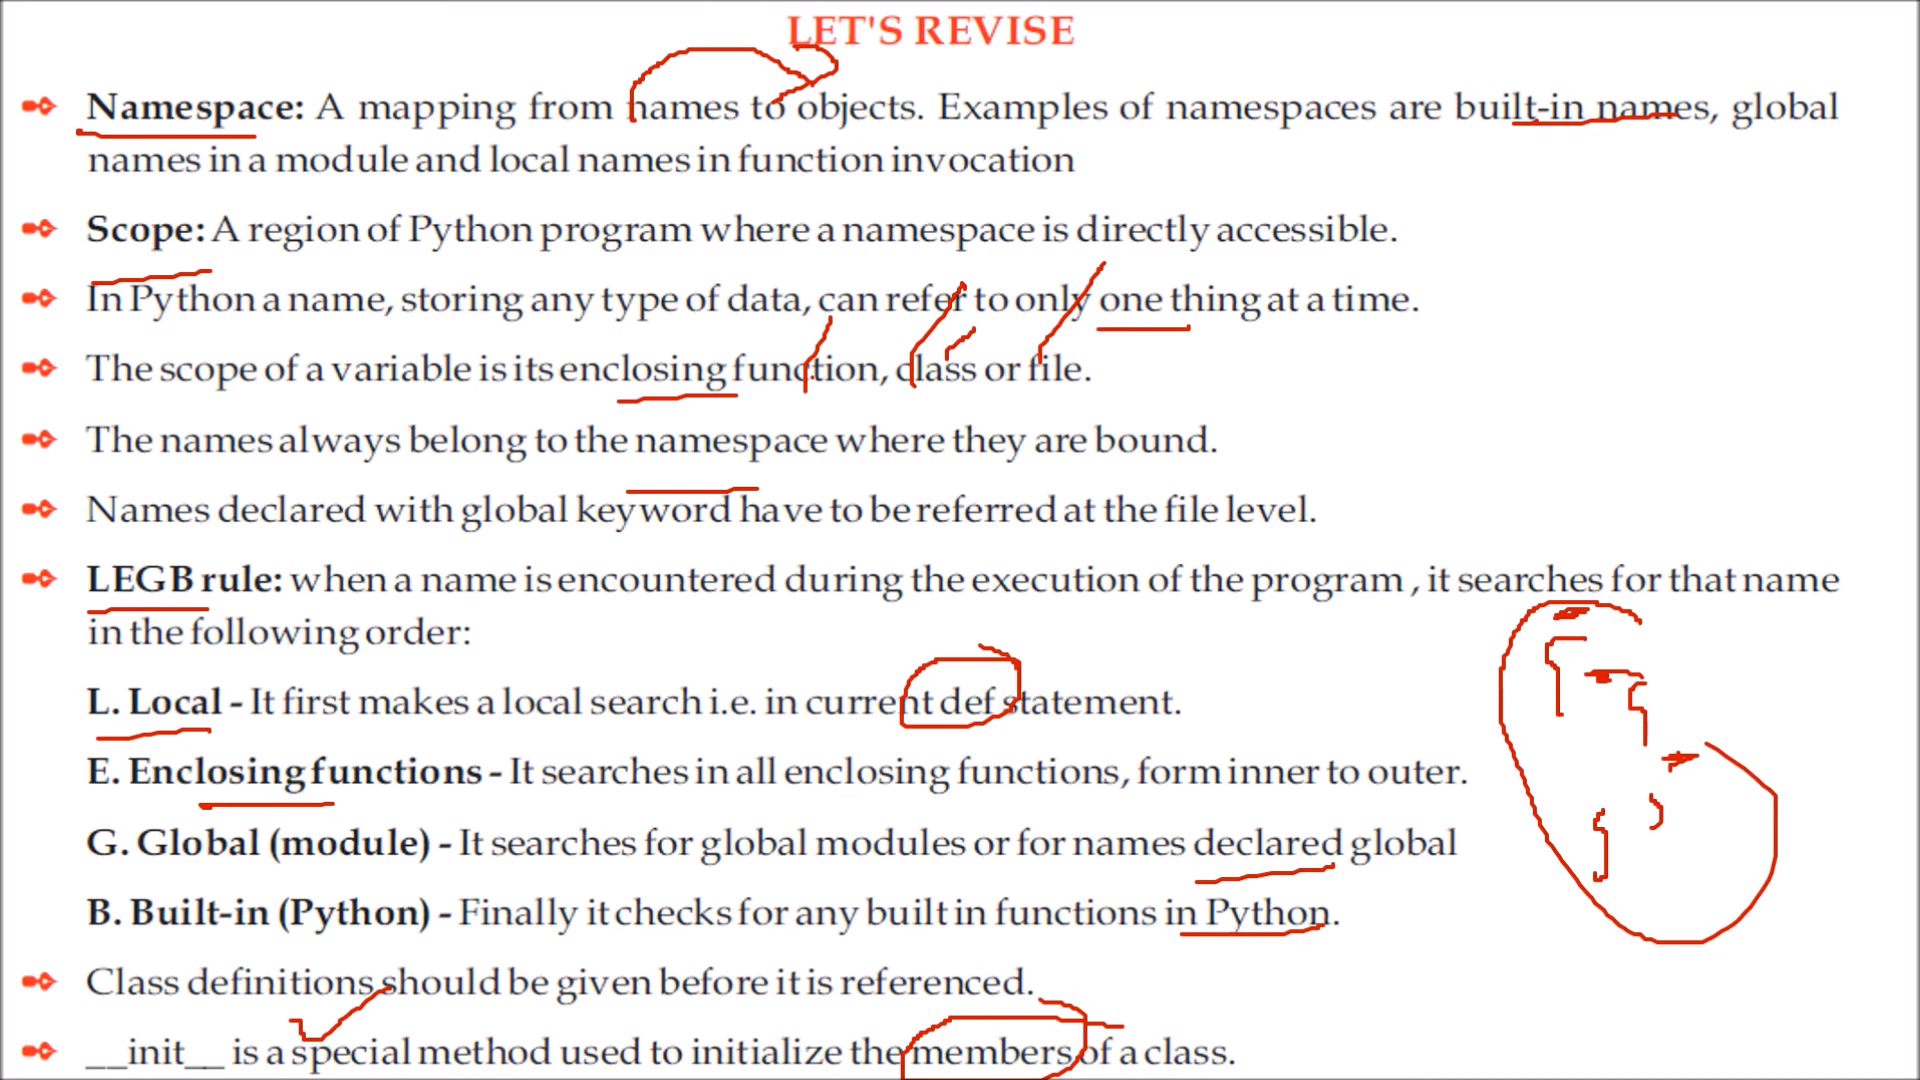 LET'S REVISE
Namespace: A mapping from names to objects. Examples of namespaces are built-in names, global
names in a module and local names in function invocation
Scope: A region of Python program where a namespace is directly accessible.
In Python a name, storing any type of data, can refer to only one thing at a time.
The scope of a variable is its enclosing function, class or file.
The names always belong to the namespace where they are bound.
Names declared with global keyword have to be referred at the file level.
LEGB rule: when a name is encountered during the execution of the program , it searches for that name
in the following order:
L. Local - It first makes a local search i.e. in current def statement.
E. Enclosing functions - It searches in all enclosing functions, form inner to outer.
G. Global (module) - It searches for global modules or for names declared global
B. Built-in (Python) - Finally it checks for any built in functions in Python.
Class definitions should be given before it is referenced.
__init__ is a special method used to initialize the members of a class.